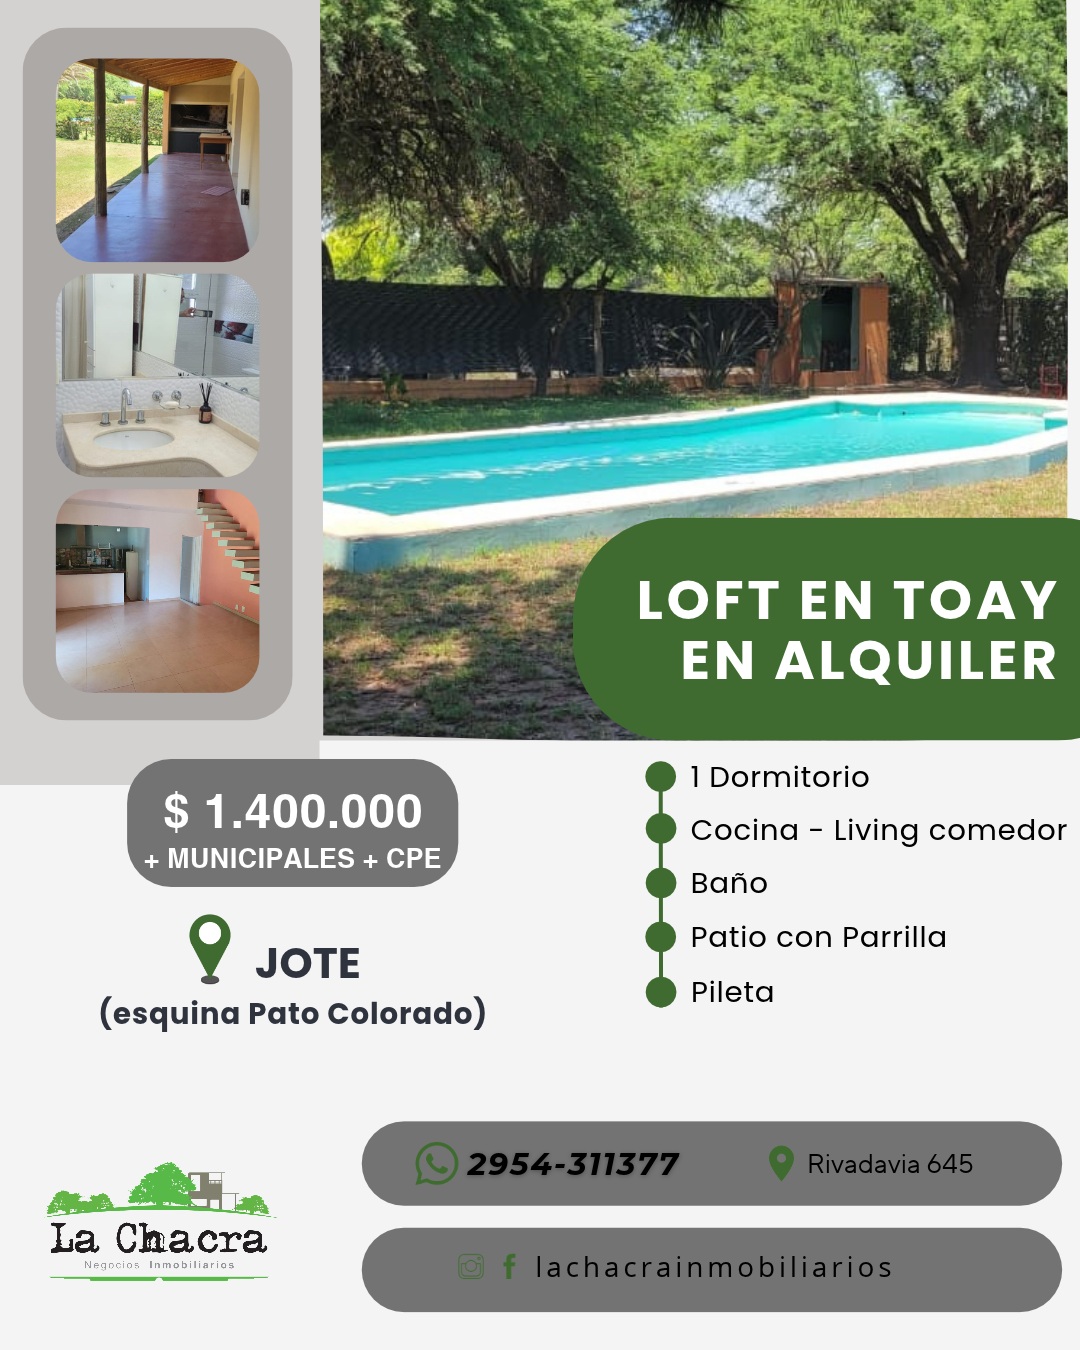 LOFT EN TOAY
EN ALQUILER
$ 1.400.000
+ MUNICIPALES + CPE
JOTE
(esquina Pato Colorado)
1 Dormitorio
Cocina - Living comedor
Baño
Patio con Parrilla
Pileta
La Chacra
Negocios Inmobiliarios
2954-311377
Rivadavia 645
lachacrainmobiliarios